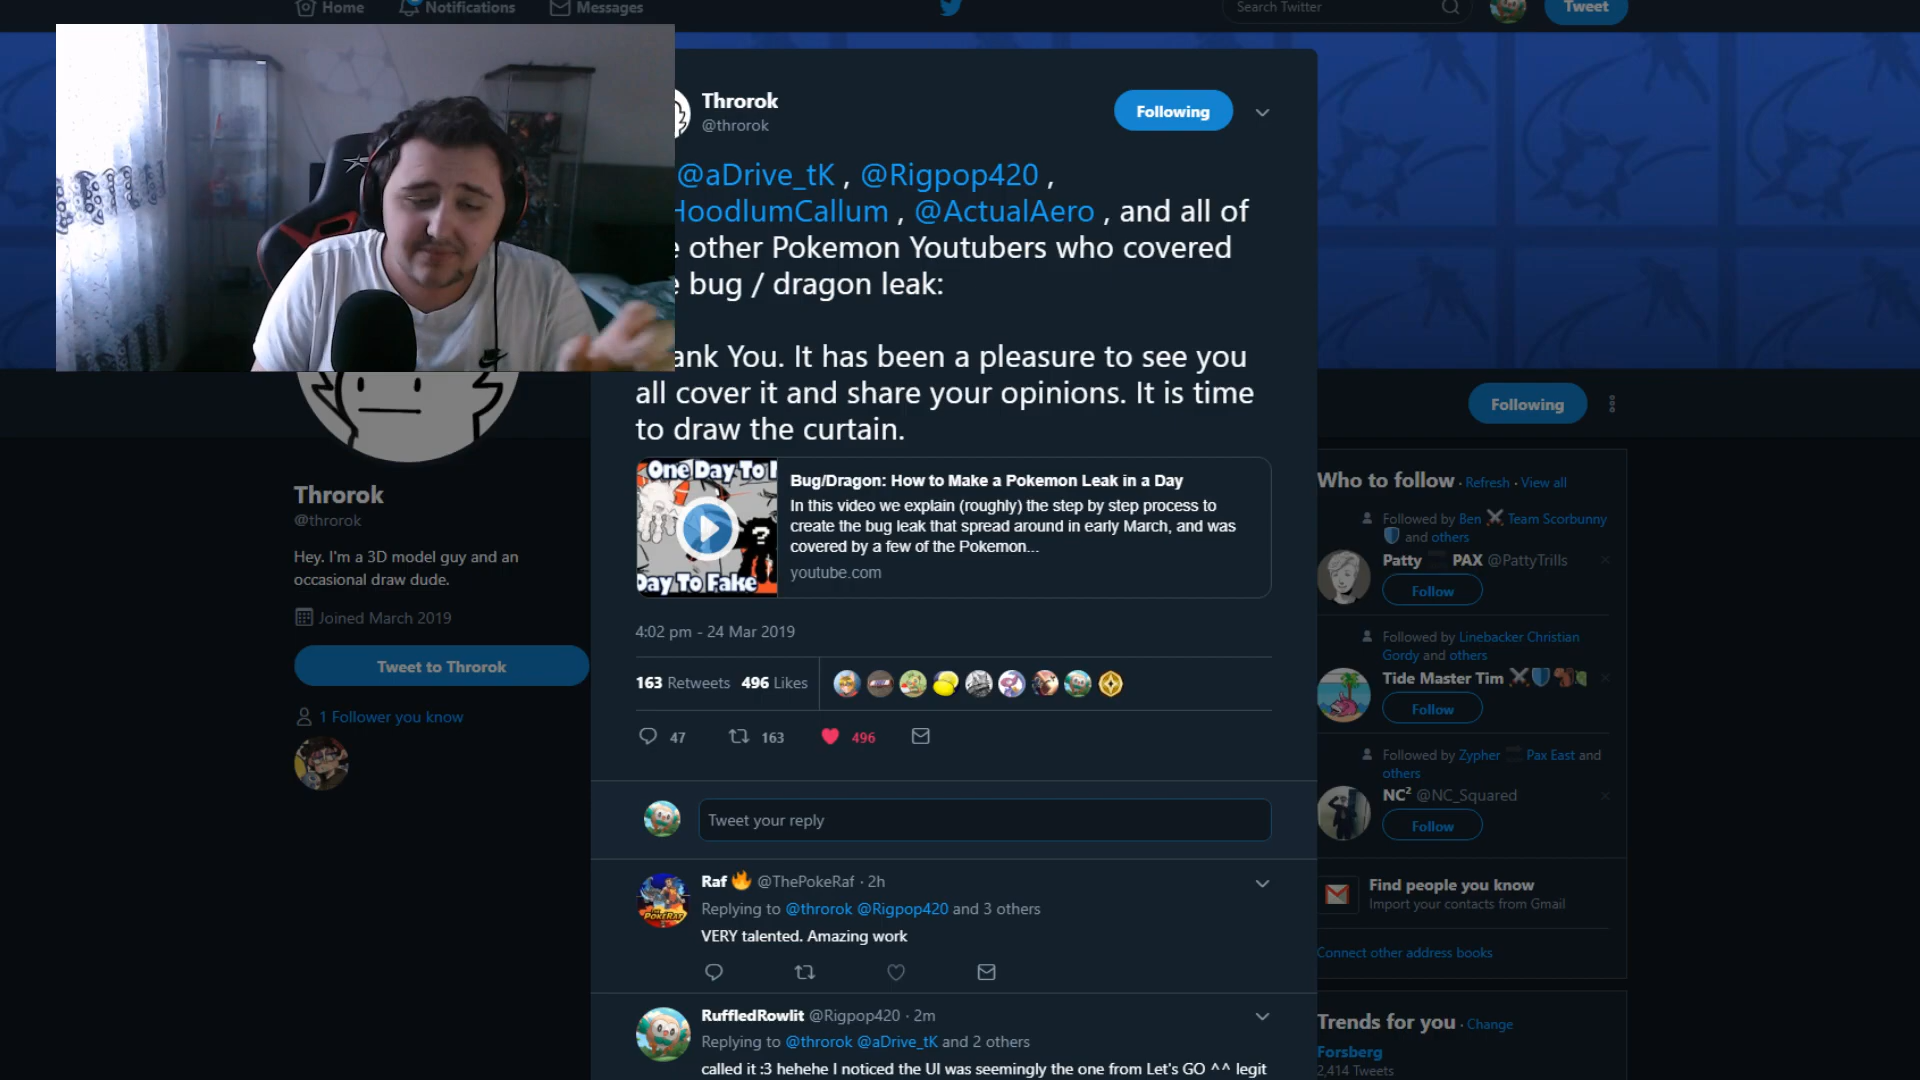 Home
Notifications
Messages
Search Twitter
Tweet
Throrok
@throrok
Following
@aDrive_tK , @Rigpop420 ,
HoodlumCallum , @ActualAero , and all of
other Pokemon Youtubers who covered
bug / dragon leak:
ank You. It has been a pleasure to see you
all cover it and share your opinions. It is time
to draw the curtain.
One Day To
Day To Fake
?
Bug/Dragon: How to Make a Pokemon Leak in a Day
In this video we explain (roughly) the step by step process to
create the bug leak that spread around in early March, and was
covered by a few of the Pokemon...
youtube.com
4:02 pm - 24 Mar 2019
163 Retweets 496 Likes
47 163 496
Tweet your reply
Raf @ThePokeRaf · 2h
Replying to @throrok @Rigpop420 and 3 others
VERY talented. Amazing work
RuffledRowlit @Rigpop420 · 2m
Replying to @throrok @aDrive_tK and 2 others
called it :3 hehehe I noticed the UI was seemingly the one from Let's GO ^^ legit
Throrok
@throrok
Hey. I'm a 3D model guy and an
occasional draw dude.
Joined March 2019
Tweet to Throrok
1 Follower you know
Following
Who to follow · Refresh · View all
Followed by Ben Team Scorbunny
and others
Patty PAX @PattyTrills
Follow
Followed by Linebacker Christian
Gordy and others
Tide Master Tim
Follow
Followed by Zypher Pax East and
others
NC² @NC_Squared
Follow
Find people you know
Import your contacts from Gmail
Connect other address books
Trends for you · Change
Forsberg
2,414 Tweets